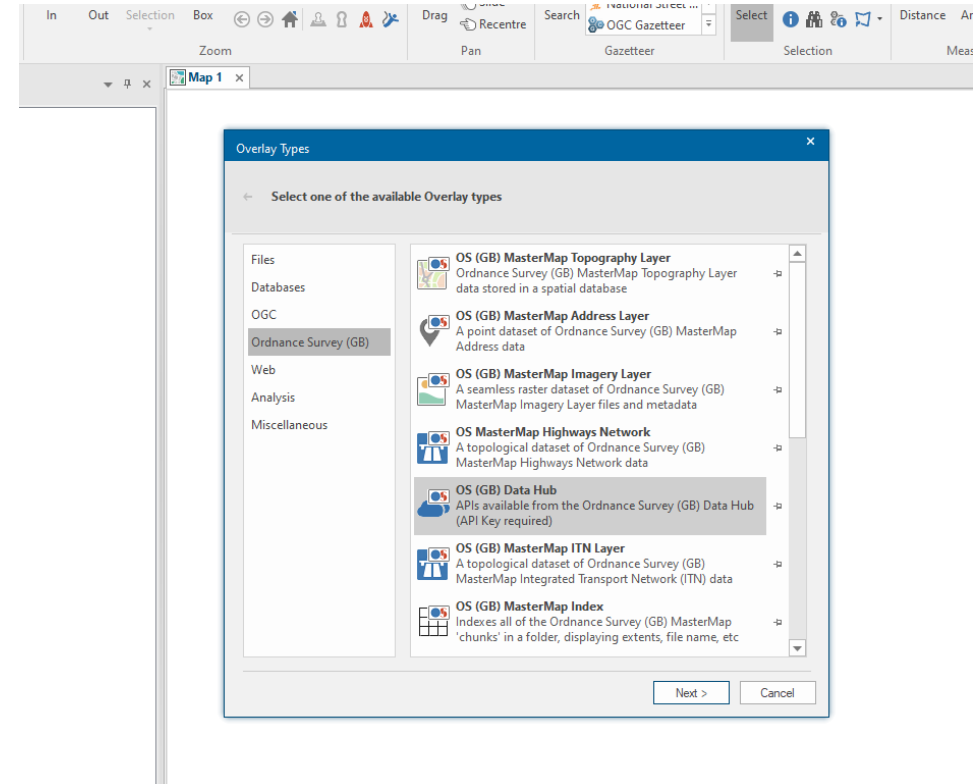 In Out Selection Box Drag Recentre Search National Street ... OGC Gazetteer Select Distance
Zoom Pan Gazetteer Selection
Map 1
Overlay Types
Select one of the available Overlay types
Files
Databases
OGC
Ordnance Survey (GB)
Web
Analysis
Miscellaneous
OS (GB) MasterMap Topography Layer
Ordnance Survey (GB) MasterMap Topography Layer
data stored in a spatial database
OS (GB) MasterMap Address Layer
A point dataset of Ordnance Survey (GB) MasterMap
Address data
OS (GB) MasterMap Imagery Layer
A seamless raster dataset of Ordnance Survey (GB)
MasterMap Imagery Layer files and metadata
OS MasterMap Highways Network
A topological dataset of Ordnance Survey (GB)
MasterMap Highways Network data
OS (GB) Data Hub
APIs available from the Ordnance Survey (GB) Data Hub
(API Key required)
OS (GB) MasterMap ITN Layer
A topological dataset of Ordnance Survey (GB)
MasterMap Integrated Transport Network (ITN) data
OS (GB) MasterMap Index
Indexes all of the Ordnance Survey (GB) MasterMap
'chunks' in a folder, displaying extents, file name, etc
Next > Cancel